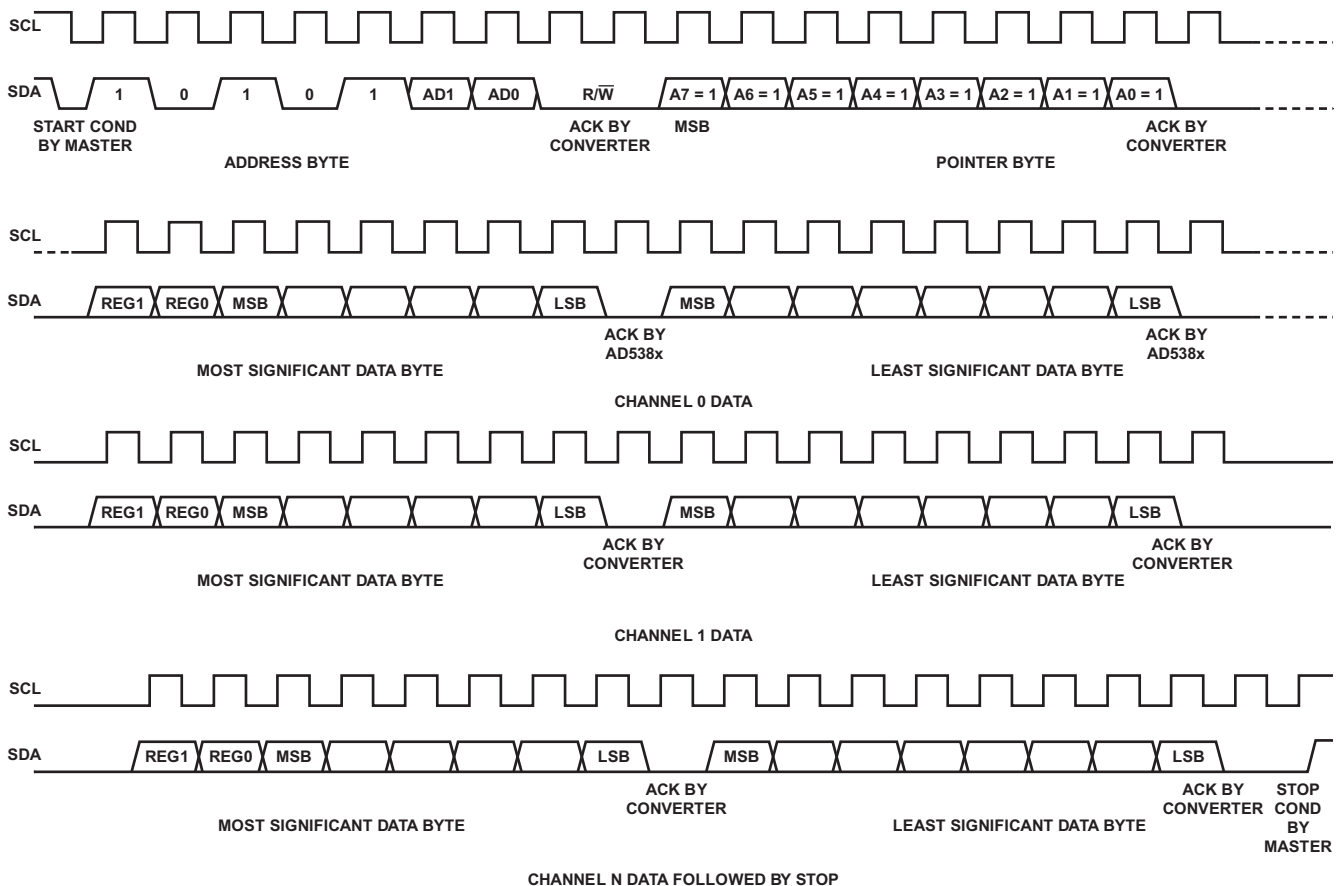 SCL
SDA 1 0 1 0 1 AD1 AD0 R/W̅ A7 = 1 A6 = 1 A5 = 1 A4 = 1 A3 = 1 A2 = 1 A1 = 1 A0 = 1
START COND ACK BY MSB ACK BY
BY MASTER CONVERTER CONVERTER
ADDRESS BYTE POINTER BYTE
SCL
SDA REG1 REG0 MSB LSB MSB LSB
ACK BY ACK BY
AD538x AD538x
MOST SIGNIFICANT DATA BYTE LEAST SIGNIFICANT DATA BYTE
CHANNEL 0 DATA
SCL
SDA REG1 REG0 MSB LSB MSB LSB
ACK BY ACK BY
CONVERTER CONVERTER
MOST SIGNIFICANT DATA BYTE LEAST SIGNIFICANT DATA BYTE
CHANNEL 1 DATA
SCL
SDA REG1 REG0 MSB LSB MSB LSB
ACK BY ACK BY STOP
CONVERTER CONVERTER COND
MOST SIGNIFICANT DATA BYTE LEAST SIGNIFICANT DATA BYTE BY
MASTER
CHANNEL N DATA FOLLOWED BY STOP